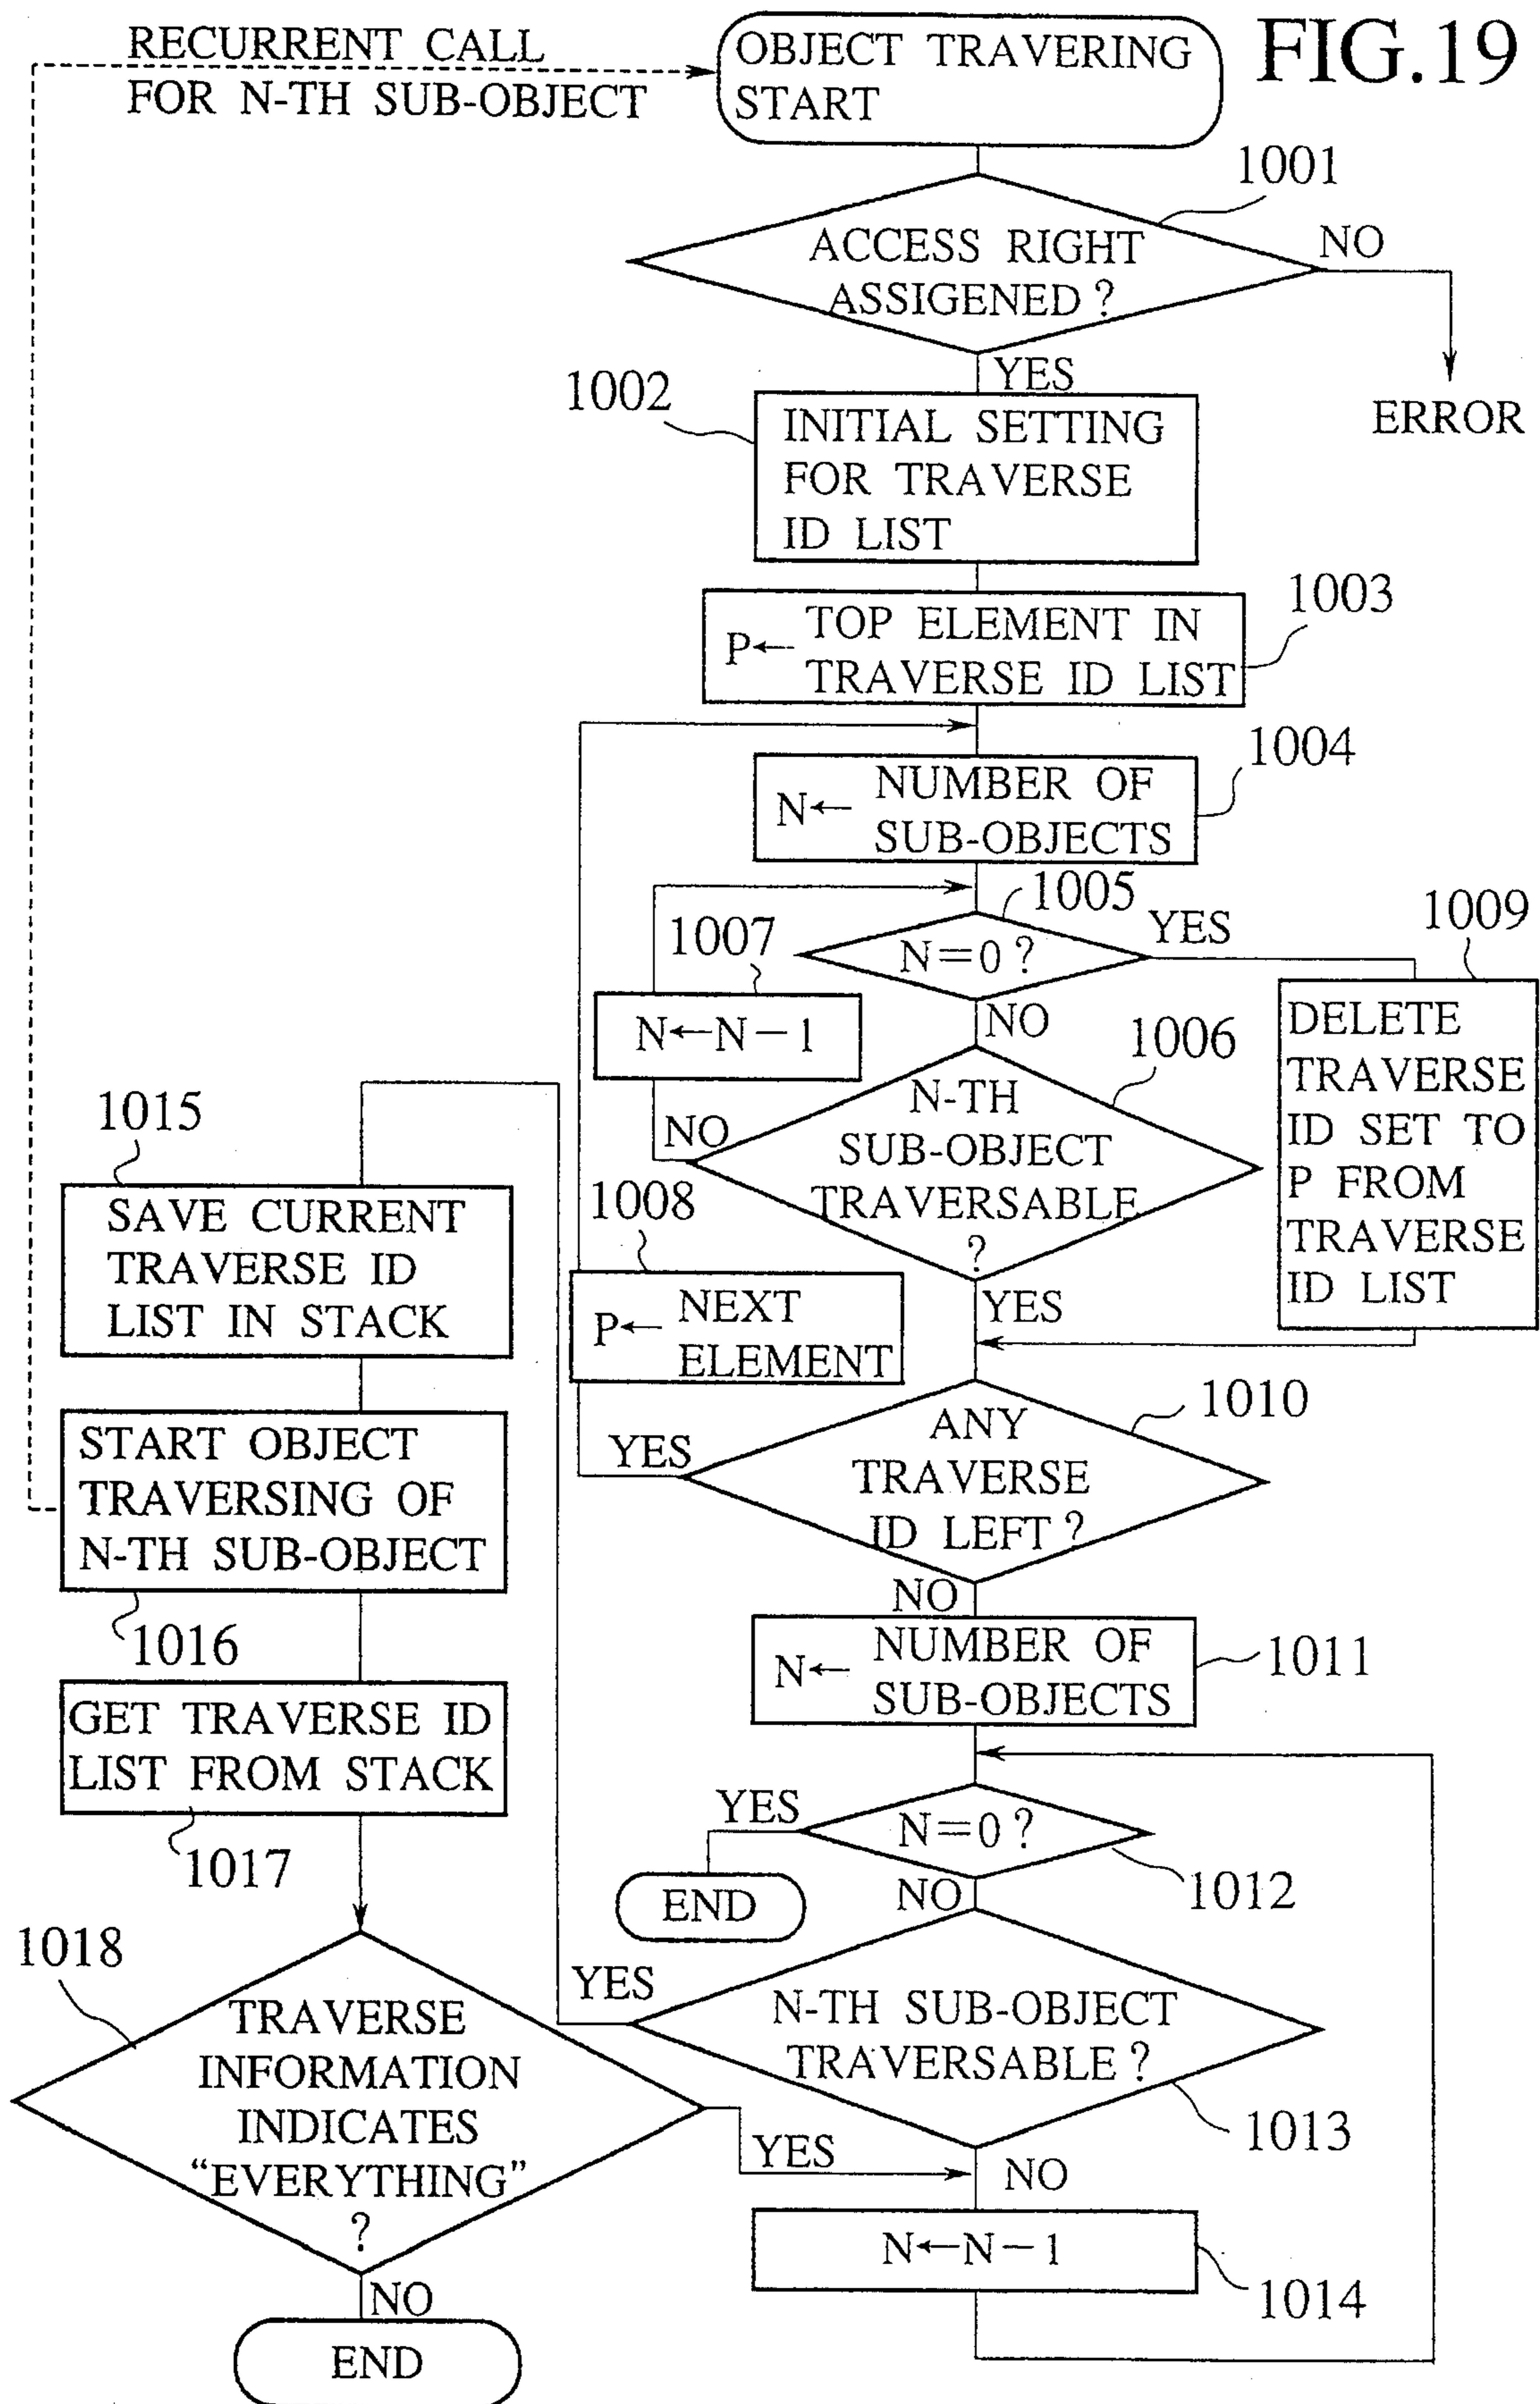 FIG.19
RECURRENT CALL
FOR N-TH SUB-OBJECT
OBJECT TRAVERING
START
1001
ACCESS RIGHT
ASSIGENED?
NO
ERROR
YES
1002
INITIAL SETTING
FOR TRAVERSE
ID LIST
1003
P← TOP ELEMENT IN
TRAVERSE ID LIST
1004
N← NUMBER OF
SUB-OBJECTS
1005
N=0?
YES
1009
DELETE
TRAVERSE
ID SET TO
P FROM
TRAVERSE
ID LIST
1007
N←N-1
NO
1006
N-TH
SUB-OBJECT
TRAVERSABLE
?
NO
YES
1008
P← NEXT
ELEMENT
1010
ANY
TRAVERSE
ID LEFT?
YES
NO
1011
N← NUMBER OF
SUB-OBJECTS
1012
N=0?
YES
END
NO
1013
N-TH SUB-OBJECT
TRAVERSABLE?
YES
NO
1014
N←N-1
1015
SAVE CURRENT
TRAVERSE ID
LIST IN STACK
START OBJECT
TRAVERSING OF
N-TH SUB-OBJECT
1016
GET TRAVERSE ID
LIST FROM STACK
1017
1018
TRAVERSE
INFORMATION
INDICATES
“EVERYTHING”
?
YES
NO
END